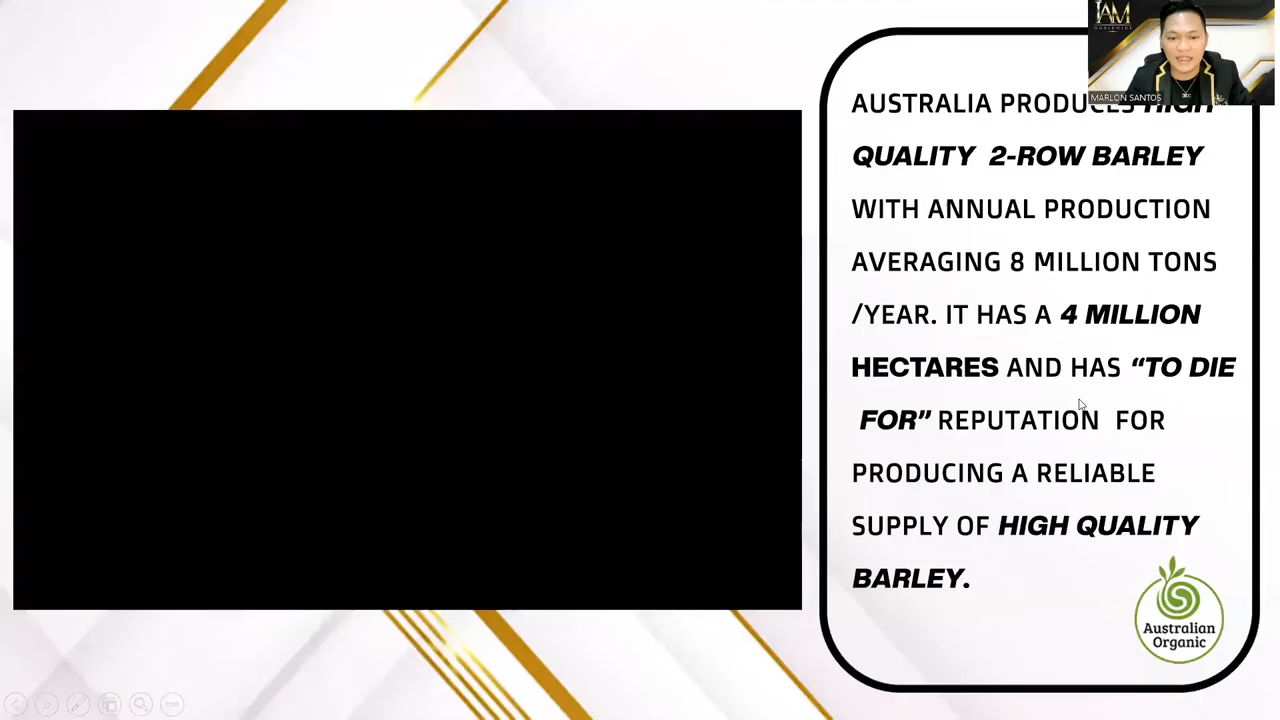 IAM
WORLDWIDE
MARLON SANTOS
AUSTRALIA PRODUCES HIGH
QUALITY 2-ROW BARLEY
WITH ANNUAL PRODUCTION
AVERAGING 8 MILLION TONS
/YEAR. IT HAS A 4 MILLION
HECTARES AND HAS “TO DIE
FOR” REPUTATION FOR
PRODUCING A RELIABLE
SUPPLY OF HIGH QUALITY
BARLEY.
Australian
Organic